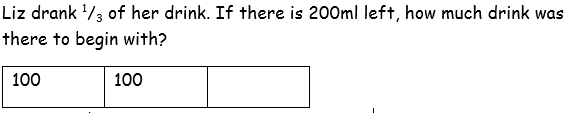 Liz drank 1/3 of her drink. If there is 200ml left, how much drink was
there to begin with?
100 100